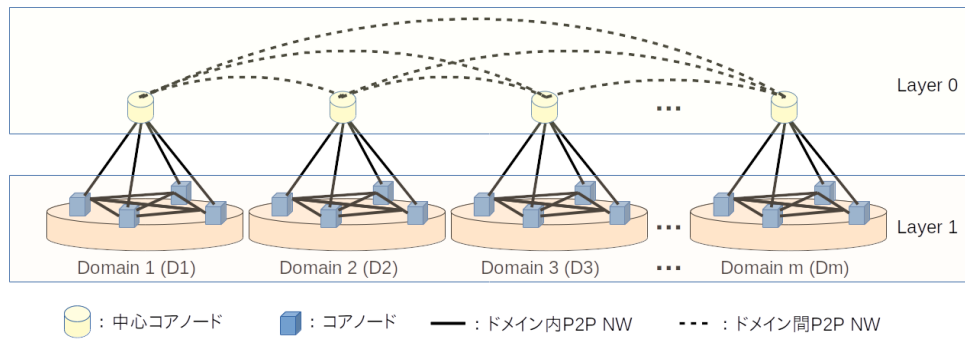 Layer 0
...
Layer 1
...
Domain 1 (D1) Domain 2 (D2) Domain 3 (D3) ... Domain m (Dm)
：中心コアノード ：コアノード ：ドメイン内P2P NW ：ドメイン間P2P NW